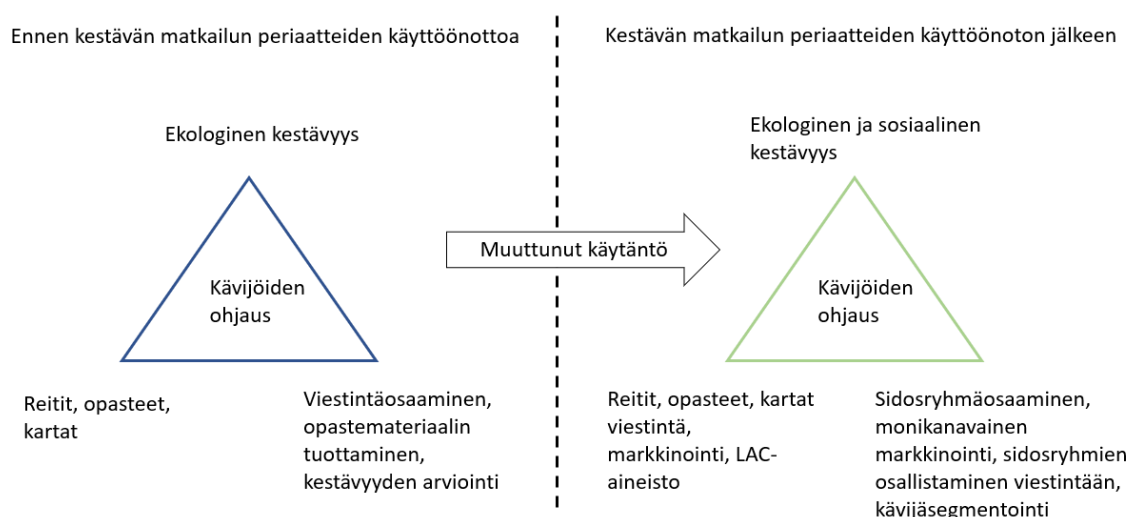 Ennen kestävän matkailun periaatteiden käyttöönottoa
Ekologinen kestävyys
Kävijöiden
ohjaus
Reitit, opasteet,
kartat
Viestintäosaaminen,
opastemateriaalin
tuottaminen,
kestävyyden arviointi
Muuttunut käytäntö
Kestävän matkailun periaatteiden käyttöönoton jälkeen
Ekologinen ja sosiaalinen
kestävyys
Kävijöiden
ohjaus
Reitit, opasteet, kartat
viestintä,
markkinointi, LAC-
aineisto
Sidosryhmäosaaminen,
monikanavainen
markkinointi, sidosryhmien
osallistaminen viestintään,
kävijäsegmentointi